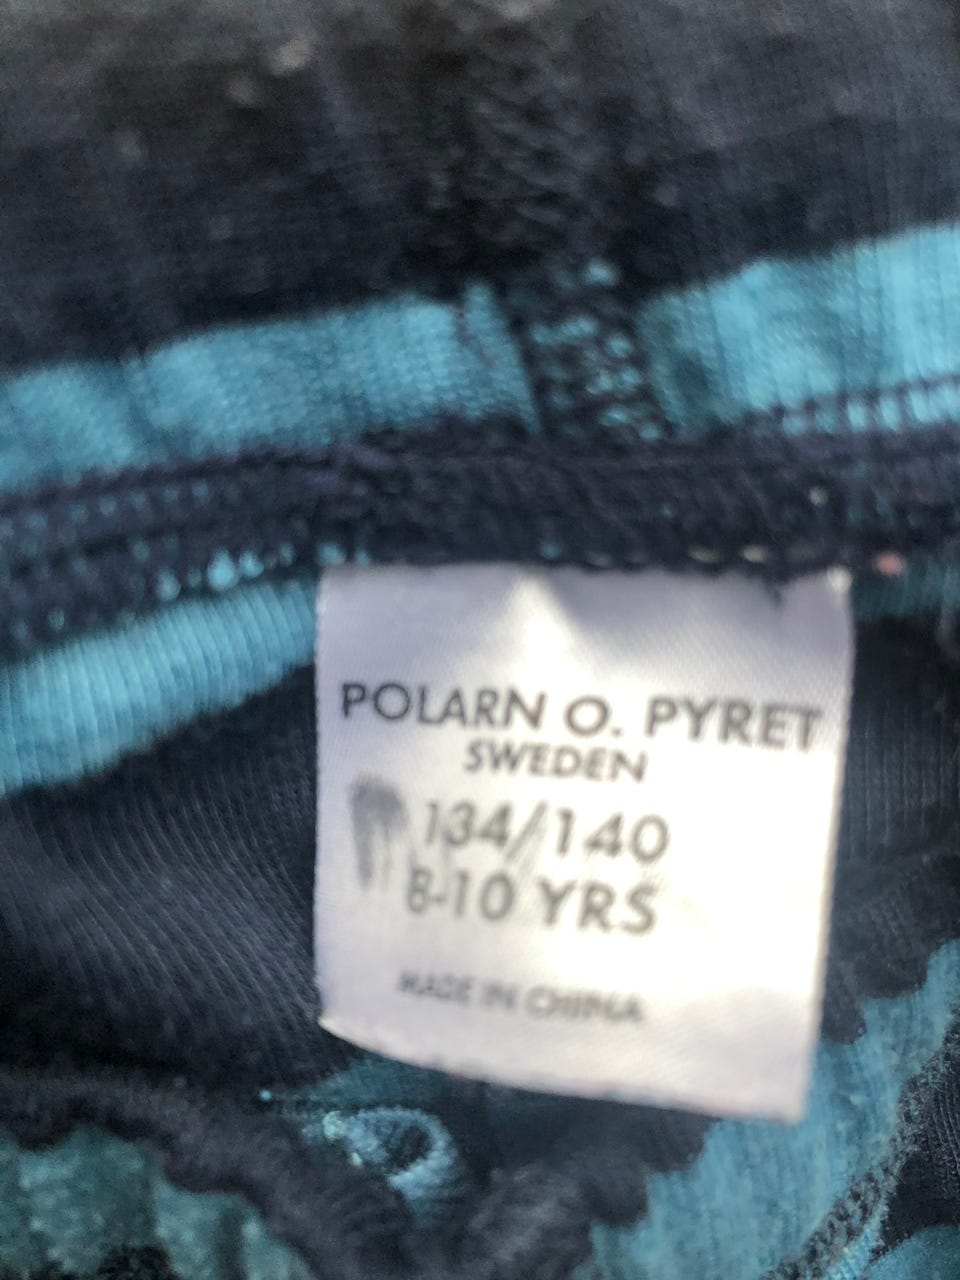 POLARN O. PYRET
SWEDEN
134/140
8-10 YRS
MADE IN CHINA